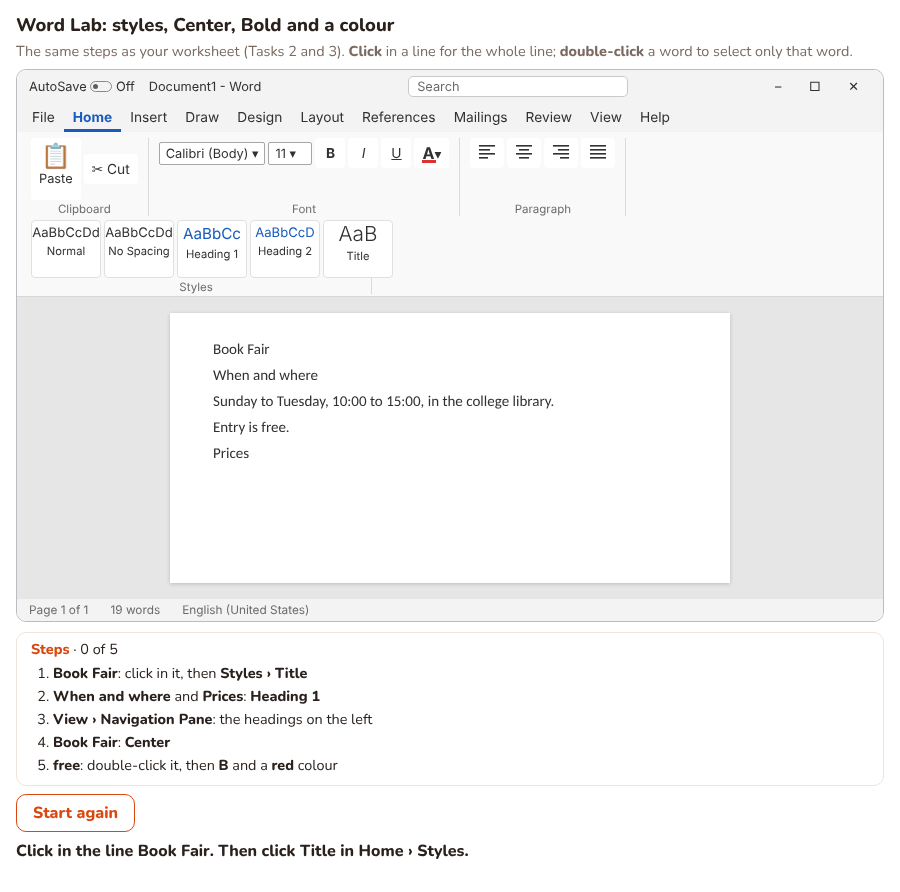 Word Lab: styles, Center, Bold and a colour
The same steps as your worksheet (Tasks 2 and 3). Click in a line for the whole line; double-click a word to select only that word.
AutoSave Off Document1 - Word Search
File Home Insert Draw Design Layout References Mailings Review View Help
Paste ✂ Cut Calibri (Body) ▾ 11 ▾ B I U A▾
Clipboard Font Paragraph
AaBbCcDd AaBbCcDd AaBbCc AaBbCcD AaB
Normal No Spacing Heading 1 Heading 2 Title
Styles
Book Fair
When and where
Sunday to Tuesday, 10:00 to 15:00, in the college library.
Entry is free.
Prices
Page 1 of 1 19 words English (United States)
Steps · 0 of 5
1. Book Fair: click in it, then Styles › Title
2. When and where and Prices: Heading 1
3. View › Navigation Pane: the headings on the left
4. Book Fair: Center
5. free: double-click it, then B and a red colour
Start again
Click in the line Book Fair. Then click Title in Home › Styles.